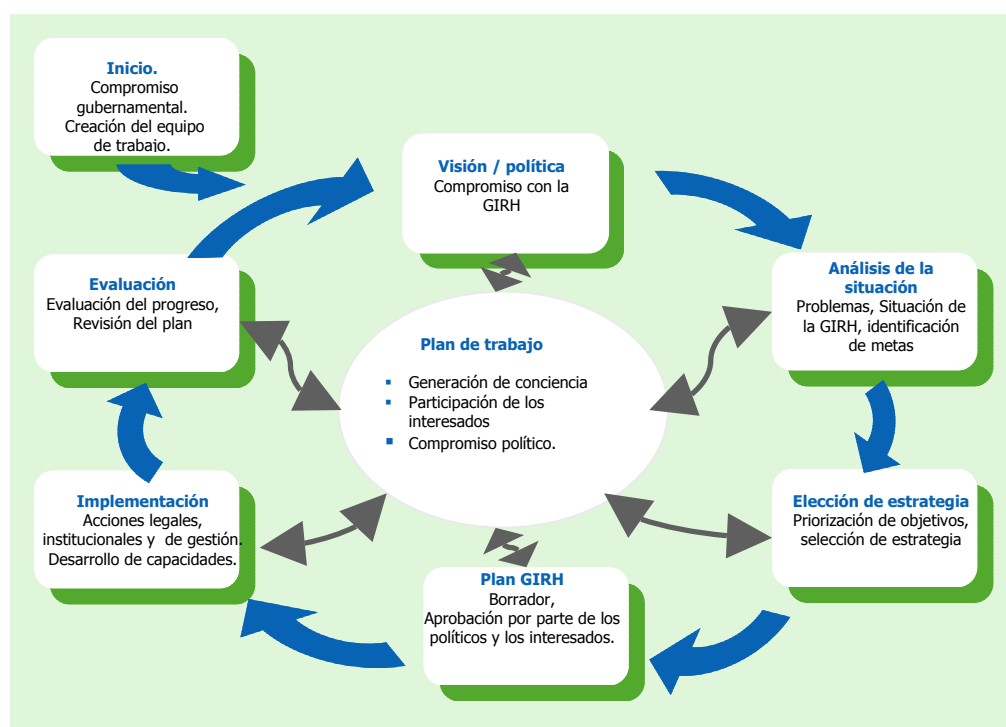 Inicio.
Compromiso
gubernamental.
Creación del equipo
de trabajo.
Visión / política
Compromiso con la
GIRH
Análisis de la
situación
Problemas, Situación de
la GIRH, identificación
de metas
Elección de estrategia
Priorización de objetivos,
selección de estrategia
Plan GIRH
Borrador,
Aprobación por parte de los
políticos y los interesados.
Implementación
Acciones legales,
institucionales y  de gestión.
Desarrollo de capacidades.
Evaluación
Evaluación del progreso,
Revisión del plan
Plan de trabajo
▪ Generación de conciencia
▪ Participación de los
interesados
▪ Compromiso político.